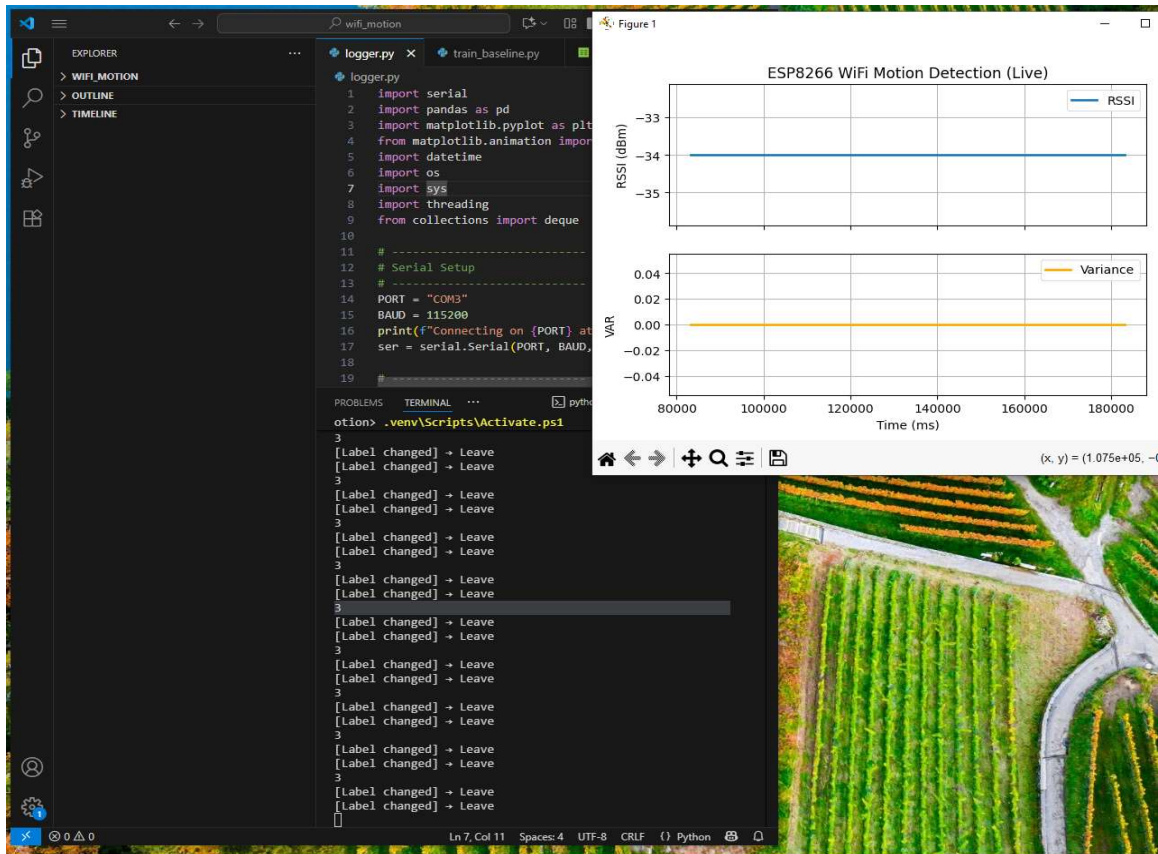 wifi_motion
EXPLORER
WIFI_MOTION
OUTLINE
TIMELINE
logger.py
train_baseline.py
logger.py
1 import serial
2 import pandas as pd
3 import matplotlib.pyplot as plt
4 from matplotlib.animation impor
5 import datetime
6 import os
7 import sys
8 import threading
9 from collections import deque
10
11 # ----------------------------
12 # Serial Setup
13 # ----------------------------
14 PORT = "COM3"
15 BAUD = 115200
16 print(f"Connecting on {PORT} at
17 ser = serial.Serial(PORT, BAUD,
18
19 # ----------------------------
PROBLEMS TERMINAL ...
pyth
otion> .venv\Scripts\Activate.ps1
3
[Label changed] → Leave
[Label changed] → Leave
3
[Label changed] → Leave
[Label changed] → Leave
3
[Label changed] → Leave
[Label changed] → Leave
3
[Label changed] → Leave
[Label changed] → Leave
3
[Label changed] → Leave
[Label changed] → Leave
3
[Label changed] → Leave
[Label changed] → Leave
3
[Label changed] → Leave
[Label changed] → Leave
3
[Label changed] → Leave
[Label changed] → Leave
3
[Label changed] → Leave
[Label changed] → Leave
1
0 0
Ln 7, Col 11 Spaces: 4 UTF-8 CRLF {} Python
Figure 1
ESP8266 WiFi Motion Detection (Live)
RSSI
RSSI (dBm)
−33
−34
−35
Variance
VAR
0.04
0.02
0.00
−0.02
−0.04
80000 100000 120000 140000 160000 180000
Time (ms)
(x, y) = (1.075e+05, −0